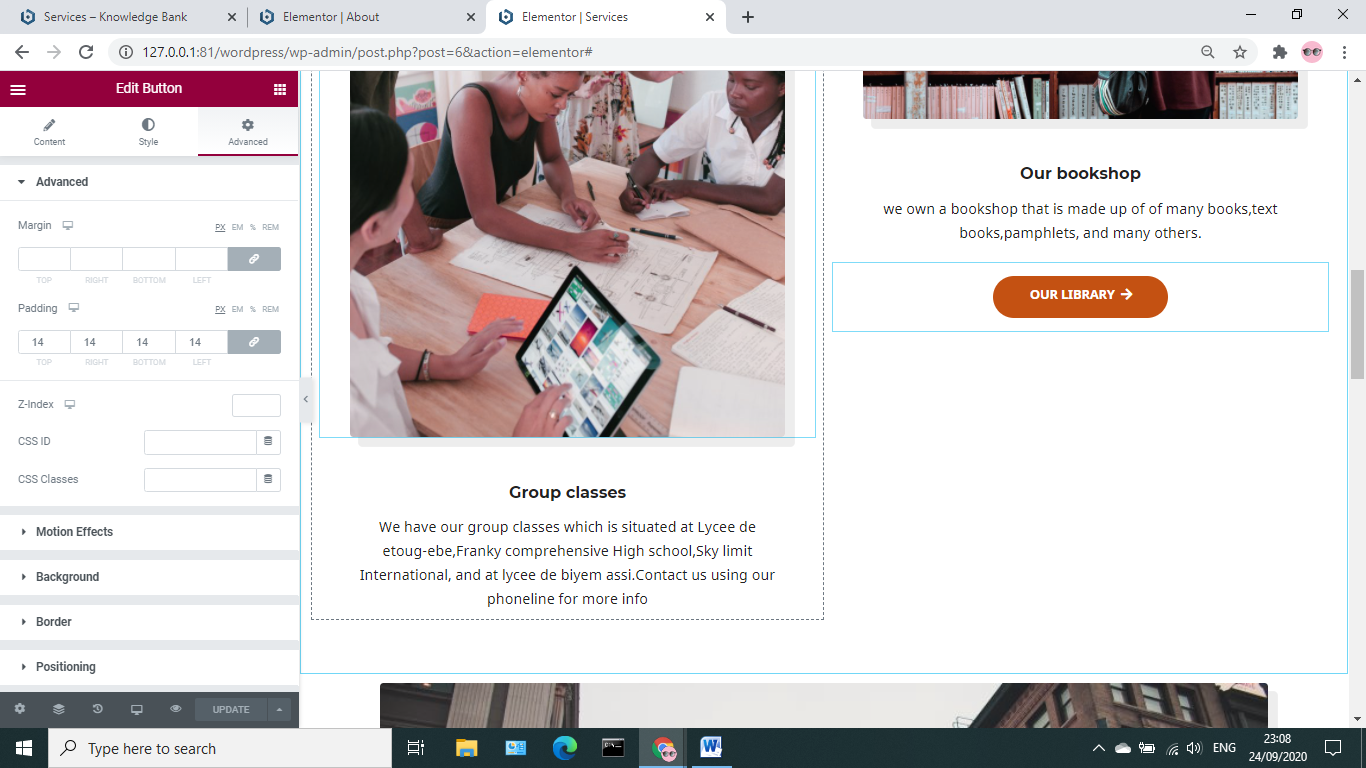 Services – Knowledge Bank
Elementor | About
Elementor | Services
127.0.0.1:81/wordpress/wp-admin/post.php?post=6&action=elementor#
Edit Button
Content
Style
Advanced
Advanced
Margin
PX EM % REM
TOP RIGHT BOTTOM LEFT
Padding
PX EM % REM
14 14 14 14
TOP RIGHT BOTTOM LEFT
Z-Index
CSS ID
CSS Classes
Motion Effects
Background
Border
Positioning
UPDATE
Group classes
We have our group classes which is situated at Lycee de
etoug-ebe,Franky comprehensive High school,Sky limit
International, and at lycee de biyem assi.Contact us using our
phoneline for more info
Our bookshop
we own a bookshop that is made up of of many books,text
books,pamphlets, and many others.
OUR LIBRARY
Type here to search
ENG
23:08
24/09/2020